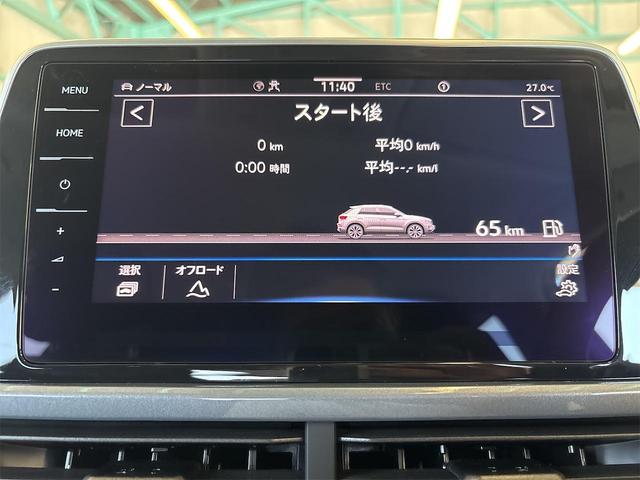 MENU
HOME
+
-
ノーマル
11:40
ETC
27.0℃
スタート後
0 km
平均0 km/h
0:00 時間
平均--.- km/l
65 km
選択
オフロード
設定